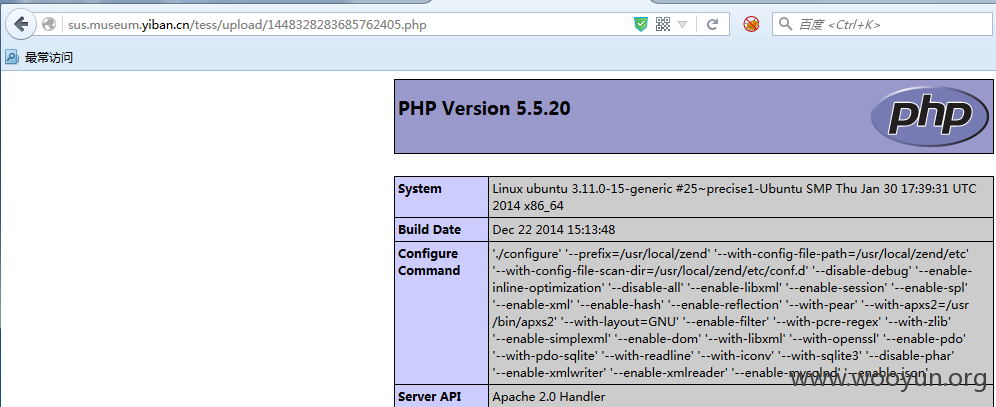 sus.museum.yiban.cn/tess/upload/1448328283685762405.php
百度 <Ctrl+K>
最常访问
PHP Version 5.5.20
php
System
Linux ubuntu 3.11.0-15-generic #25~precise1-Ubuntu SMP Thu Jan 30 17:39:31 UTC
2014 x86_64
Build Date
Dec 22 2014 15:13:48
Configure
Command
'./configure' '--prefix=/usr/local/zend' '--with-config-file-path=/usr/local/zend/etc'
'--with-config-file-scan-dir=/usr/local/zend/etc/conf.d' '--disable-debug' '--enable-
inline-optimization' '--disable-all' '--enable-libxml' '--enable-session' '--enable-spl'
'--enable-xml' '--enable-hash' '--enable-reflection' '--with-pear' '--with-apxs2=/usr
/bin/apxs2' '--with-layout=GNU' '--enable-filter' '--with-pcre-regex' '--with-zlib'
'--enable-simplexml' '--enable-dom' '--with-libxml' '--with-openssl' '--enable-pdo'
'--with-pdo-sqlite' '--with-readline' '--with-iconv' '--with-sqlite3' '--disable-phar'
'--enable-xmlwriter' '--enable-xmlreader' '--enable-mysqlnd' '--enable-json'
www.wooyun.org
Server API
Apache 2.0 Handler